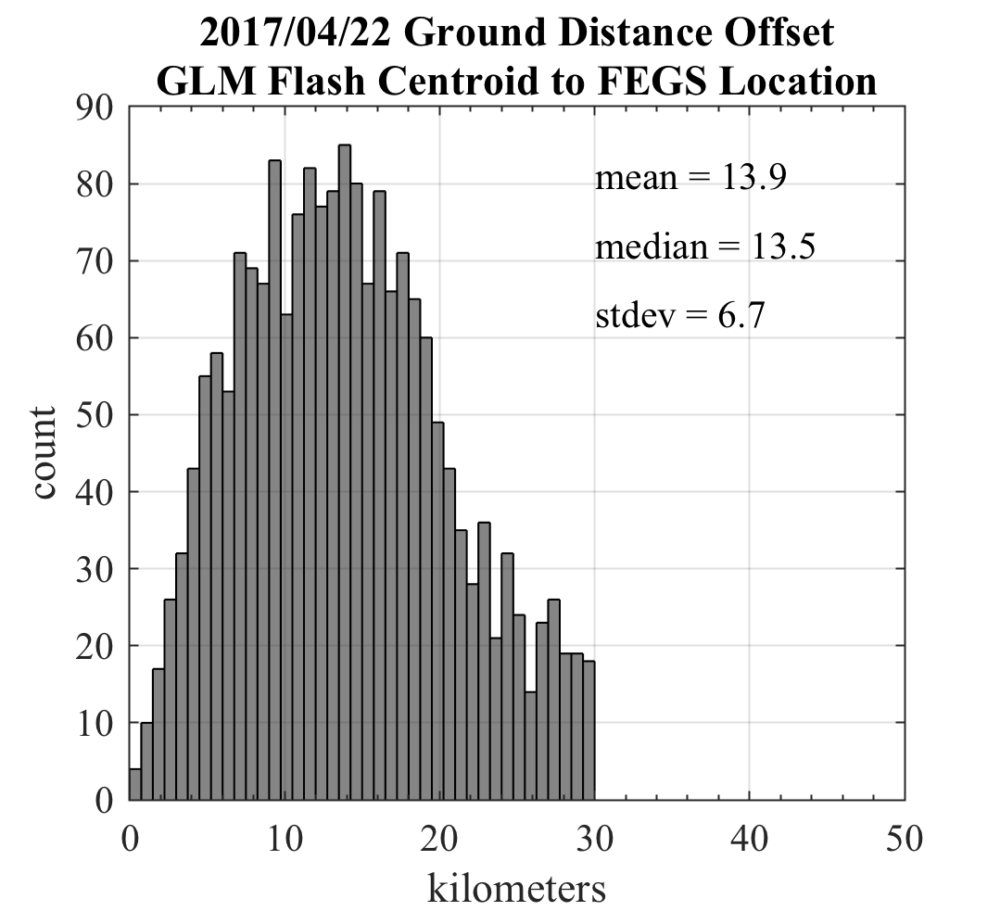 2017/04/22 Ground Distance Offset
GLM Flash Centroid to FEGS Location
90
80
70
60
50
40
30
20
10
0
count
mean = 13.9
median = 13.5
stdev = 6.7
0 10 20 30 40 50
kilometers